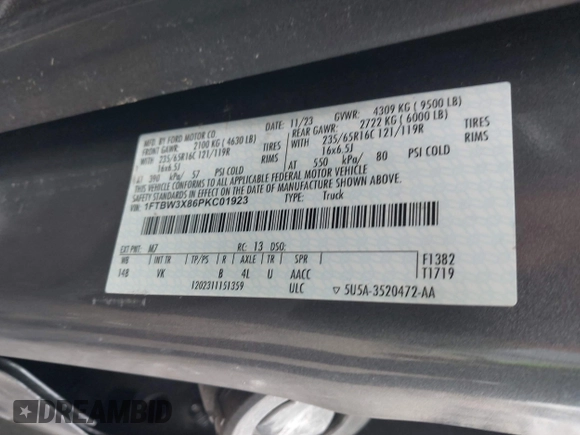 MFD. BY FORD MOTOR CO. DATE: 11/23 GVWR: 4309 KG ( 9500 LB)
FRONT GAWR: 2100 KG ( 4630 LB) REAR GAWR: 2722 KG ( 6000 LB)
WITH 235/65R16C 121/119R TIRES WITH 235/65R16C 121/119R TIRES
16x6.5J RIMS 16x6.5J RIMS
AT 390 kPa/ 57 PSI COLD AT 550 kPa/ 80 PSI COLD
THIS VEHICLE CONFORMS TO ALL APPLICABLE FEDERAL MOTOR VEHICLE
SAFETY STANDARDS IN EFFECT ON THE DATE OF MANUFACTURE SHOWN ABOVE.
VIN: 1FTBW3X86PKC01923 TYPE: Truck
EXT PNT: M7 RC: 13 DSO:
WB INT TR TP/PS R AXLE TR SPR F1382
148 VK B 4L U AACC T1719
1202311151359 ULC 5U5A-3520472-AA
DREAMBID